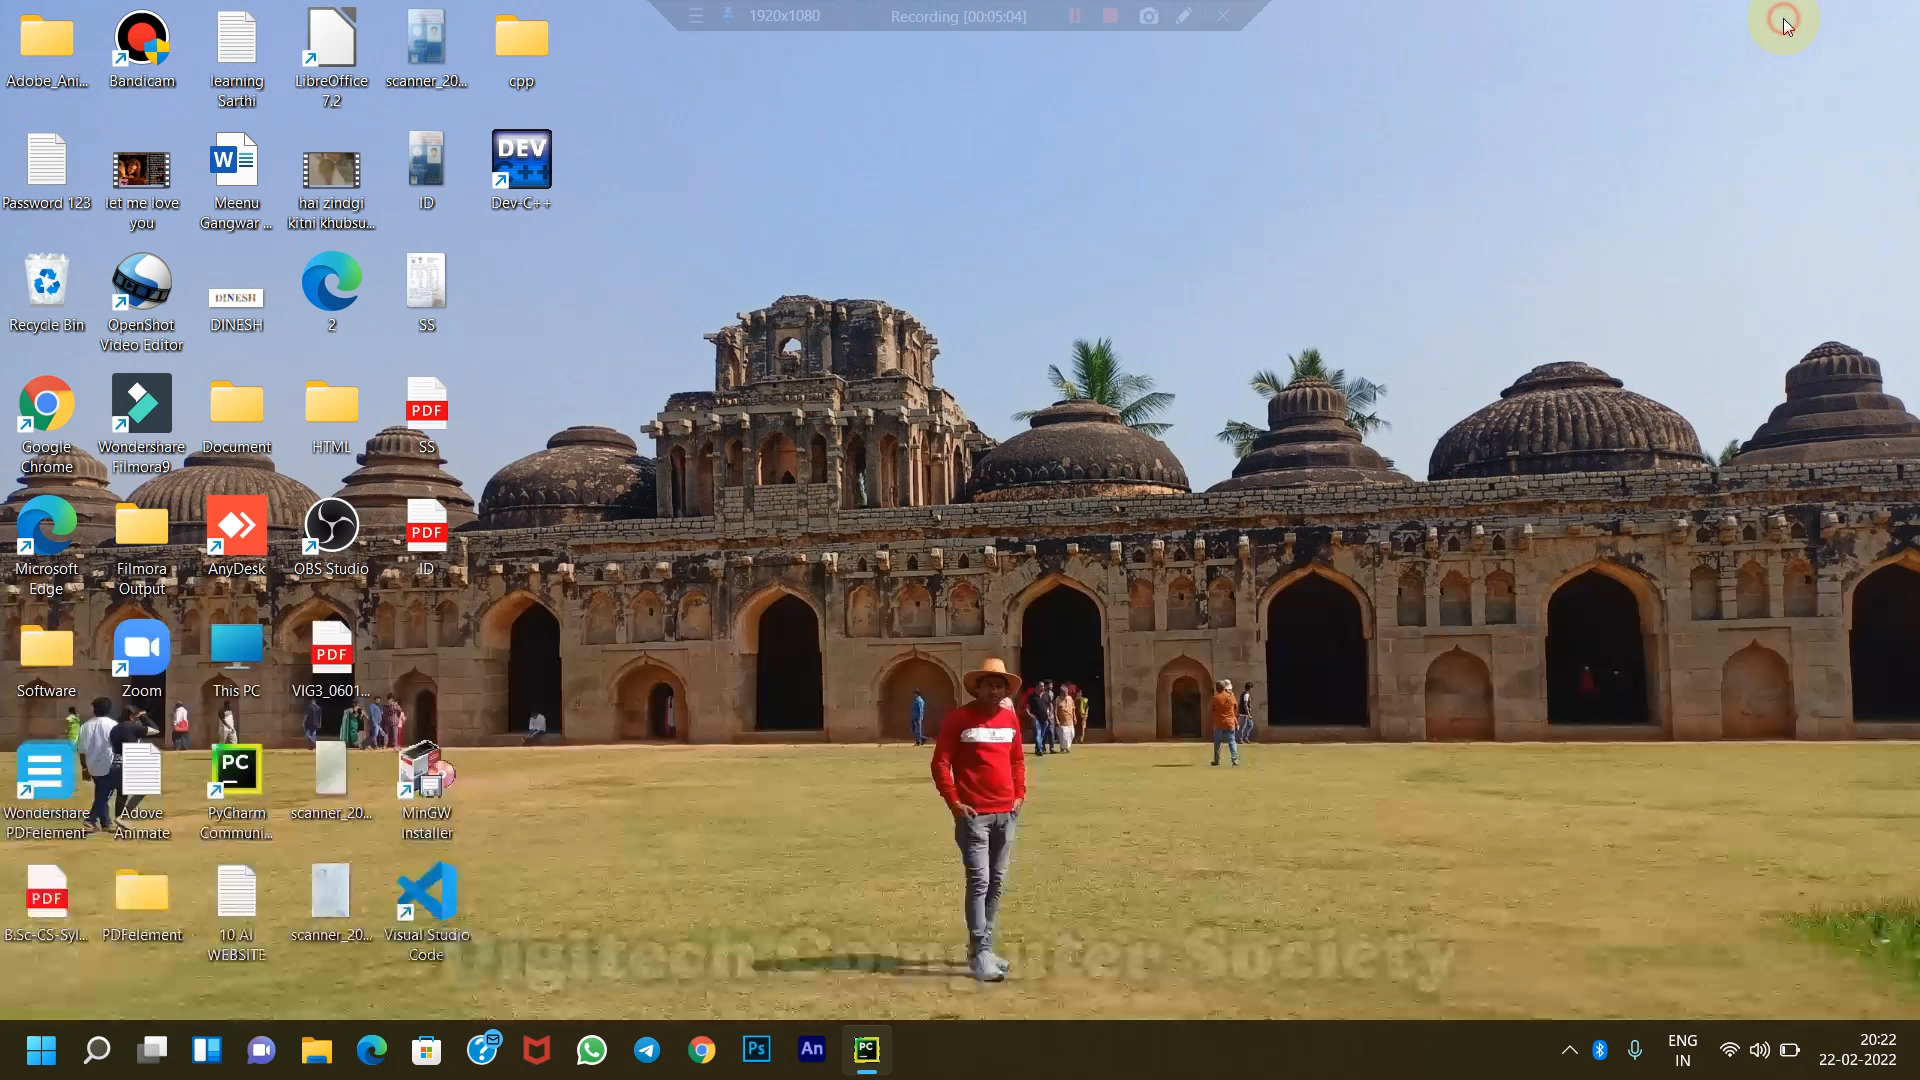 1920x1080
Recording [00:05:04]
Adobe_Ani...
Bandicam
learning
Sarthi
LibreOffice
7.2
scanner_20...
cpp
Password 123
let me love
you
W
Meenu
Gangwar ...
hai zindgi
kitni khubsu...
ID
DEV
C++
Dev-C++
Recycle Bin
OpenShot
Video Editor
DINESH
DINESH
2
SS
Google
Chrome
Wondershare
Filmora9
Document
HTML
PDF
SS
Microsoft
Edge
Filmora
Output
AnyDesk
OBS Studio
PDF
ID
Software
Zoom
This PC
PDF
VIG3_0601...
Wondershare
PDFelement
Adove
Animate
PC
PyCharm
Communi...
scanner_20...
MinGW
Installer
PDF
B.Sc-CS-Syl...
PDFelement
10 AI
WEBSITE
scanner_20...
Visual Studio
Code
Digitech Computer Society
Ps
An
PC
ENG
IN
20:22
22-02-2022